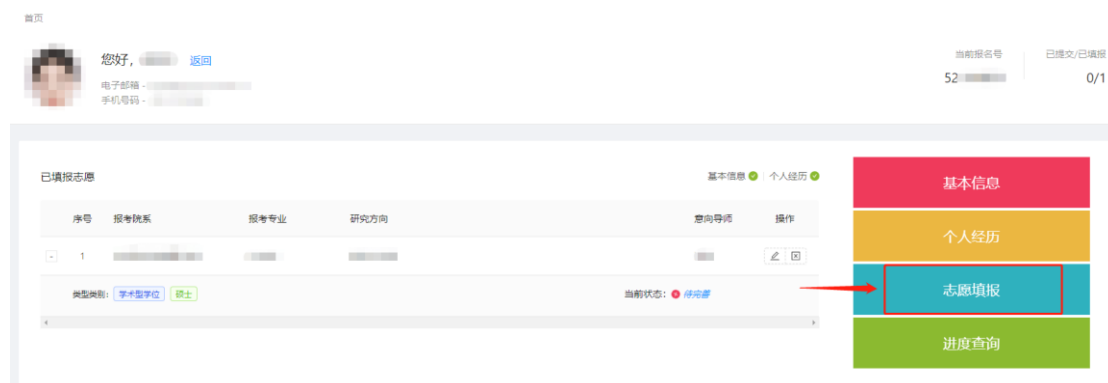 首页
您好， 返回
电子邮箱 -
手机号码 -
当前报名号
52
已提交/已填报
0/1
已填报志愿
基本信息 个人经历
序号 报考院系 报考专业 研究方向 意向导师 操作
1
类型类别： 学术型学位 硕士 当前状态： 待完善
基本信息
个人经历
志愿填报
进度查询